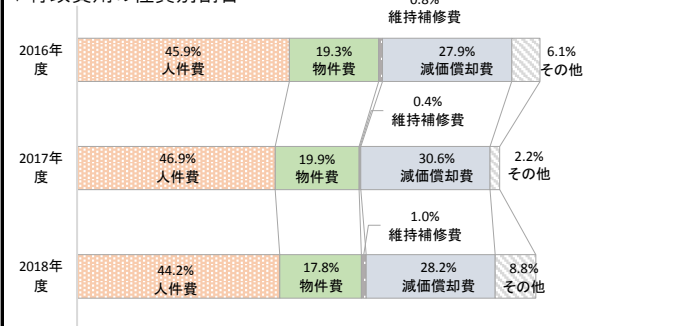 0.8%
維持補修費
2016年度
45.9%
人件費
19.3%
物件費
27.9%
減価償却費
6.1%
その他
0.4%
維持補修費
2017年度
46.9%
人件費
19.9%
物件費
30.6%
減価償却費
2.2%
その他
1.0%
維持補修費
2018年度
44.2%
人件費
17.8%
物件費
28.2%
減価償却費
8.8%
その他